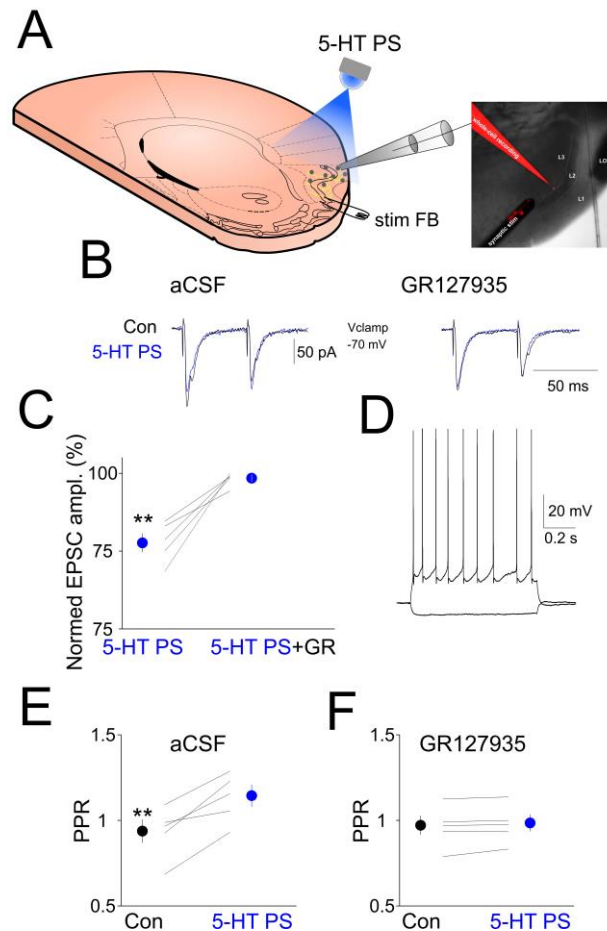 A
5-HT PS
stim FB
whole-cell recording
synaptic stim
L3
L2
L1
LO
B
aCSF
GR127935
Con
5-HT PS
50 pA
Vclamp
-70 mV
50 ms
C
Normed EPSC ampl. (%)
100
75
75
**
5-HT PS
5-HT PS+GR
D
20 mV
0.2 s
E
aCSF
PPR
1.5
1
0.5
**
Con
5-HT PS
F
GR127935
PPR
1.5
1
0.5
Con
5-HT PS